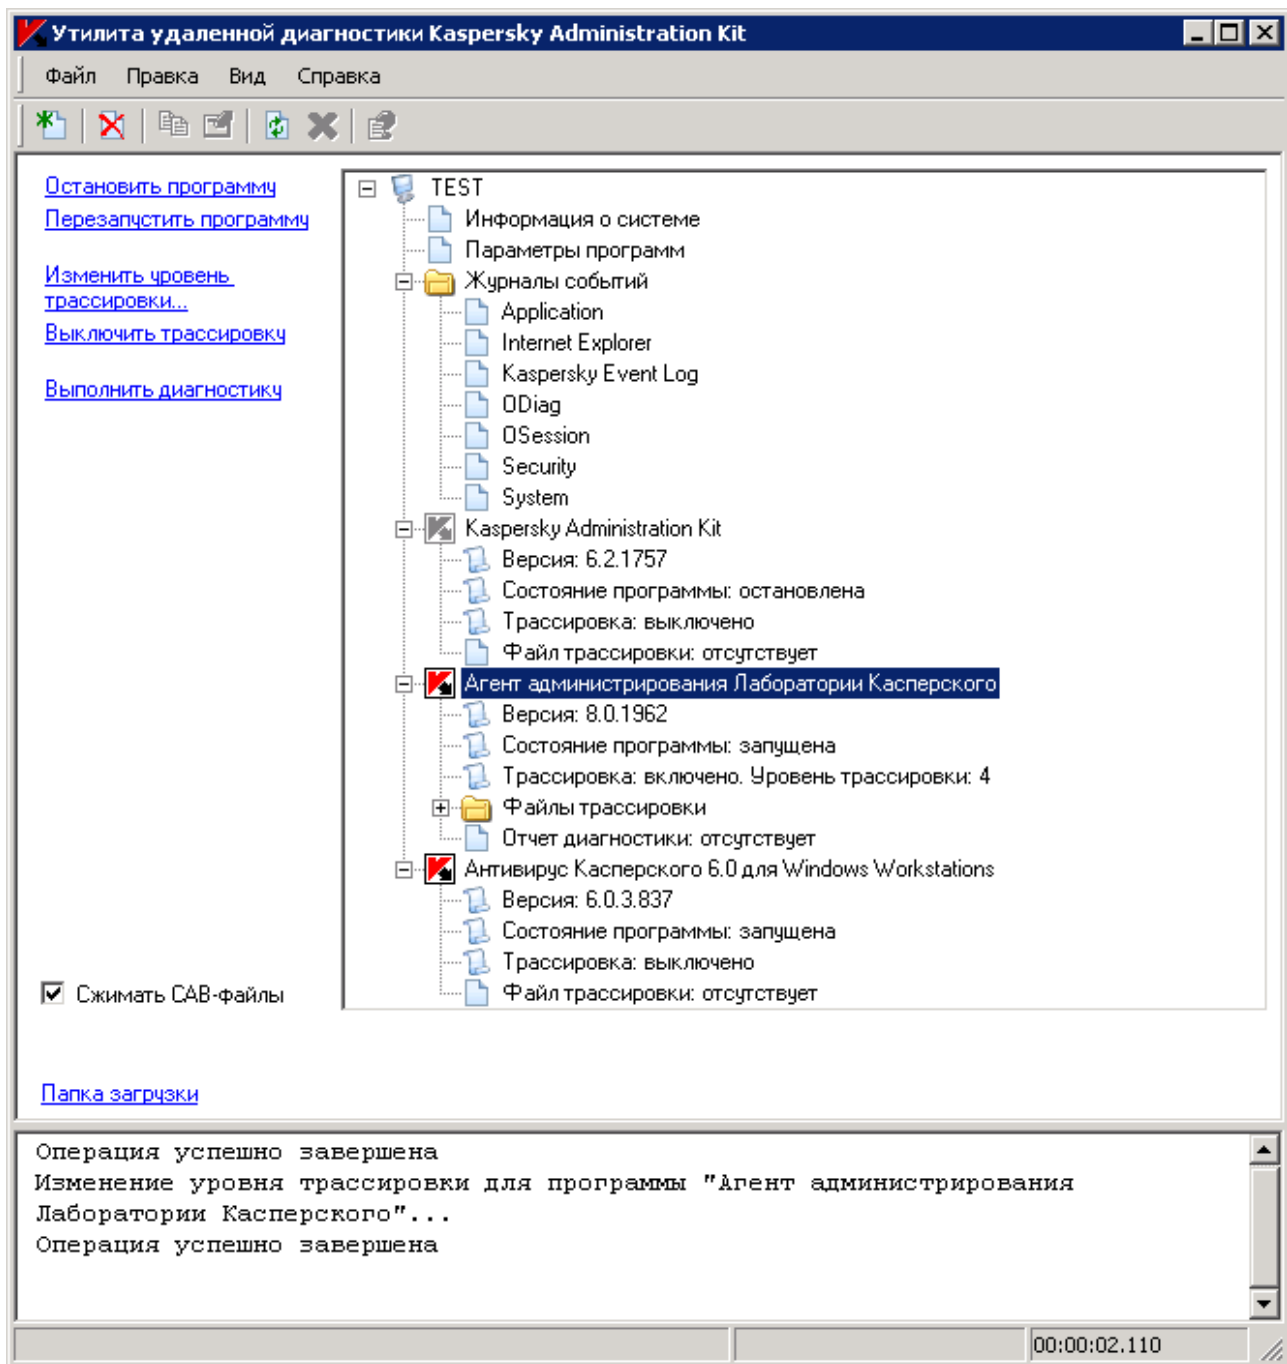 Утилита удаленной диагностики Kaspersky Administration Kit
Файл Правка Вид Справка
Остановить программу
Перезапустить программу
Изменить уровень
трассировки...
Выключить трассировку
Выполнить диагностику
Сжимать CAB-файлы
Папка загрузки
TEST
Информация о системе
Параметры программ
Журналы событий
Application
Internet Explorer
Kaspersky Event Log
ODiag
OSession
Security
System
Kaspersky Administration Kit
Версия: 6.2.1757
Состояние программы: остановлена
Трассировка: выключено
Файл трассировки: отсутствует
Агент администрирования Лаборатории Касперского
Версия: 8.0.1962
Состояние программы: запущена
Трассировка: включено. Уровень трассировки: 4
Файлы трассировки
Отчет диагностики: отсутствует
Антивирус Касперского 6.0 для Windows Workstations
Версия: 6.0.3.837
Состояние программы: запущена
Трассировка: выключено
Файл трассировки: отсутствует
Операция успешно завершена
Изменение уровня трассировки для программы "Агент администрирования
Лаборатории Касперского"...
Операция успешно завершена
00:00:02.110